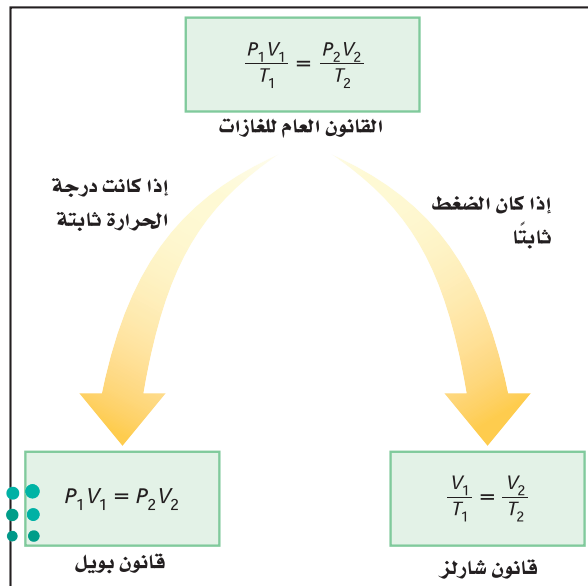 P₁V₁/T₁ = P₂V₂/T₂
القانون العام للغازات
إذا كان الضغط
ثابتًا
إذا كانت درجة
الحرارة ثابتة
V₁/T₁ = V₂/T₂
قانون شارلز
P₁V₁ = P₂V₂
قانون بويل